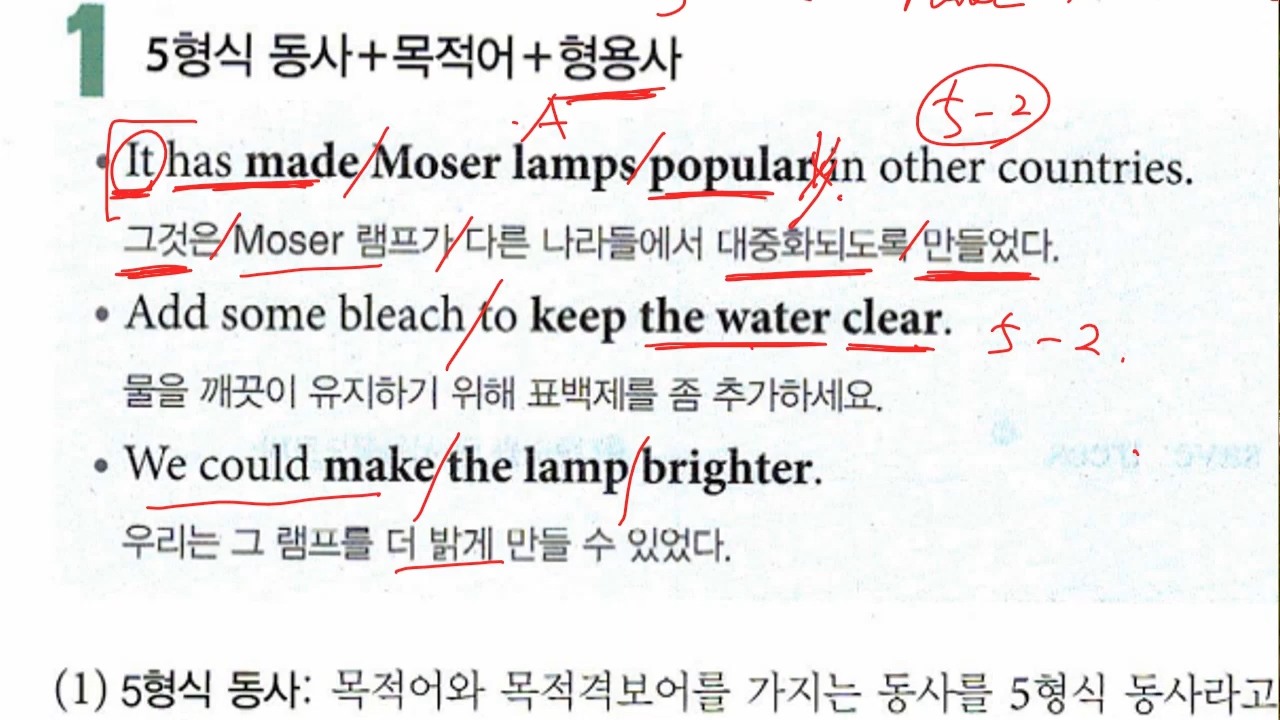 1 5형식 동사+목적어+형용사
A
5-2
• It has made Moser lamps popular in other countries.
그것은 Moser 램프가 다른 나라들에서 대중화되도록 만들었다.
• Add some bleach to keep the water clear. 5-2.
물을 깨끗이 유지하기 위해 표백제를 좀 추가하세요.
• We could make the lamp brighter.
우리는 그 램프를 더 밝게 만들 수 있었다.
(1) 5형식 동사: 목적어와 목적격보어를 가지는 동사를 5형식 동사라고